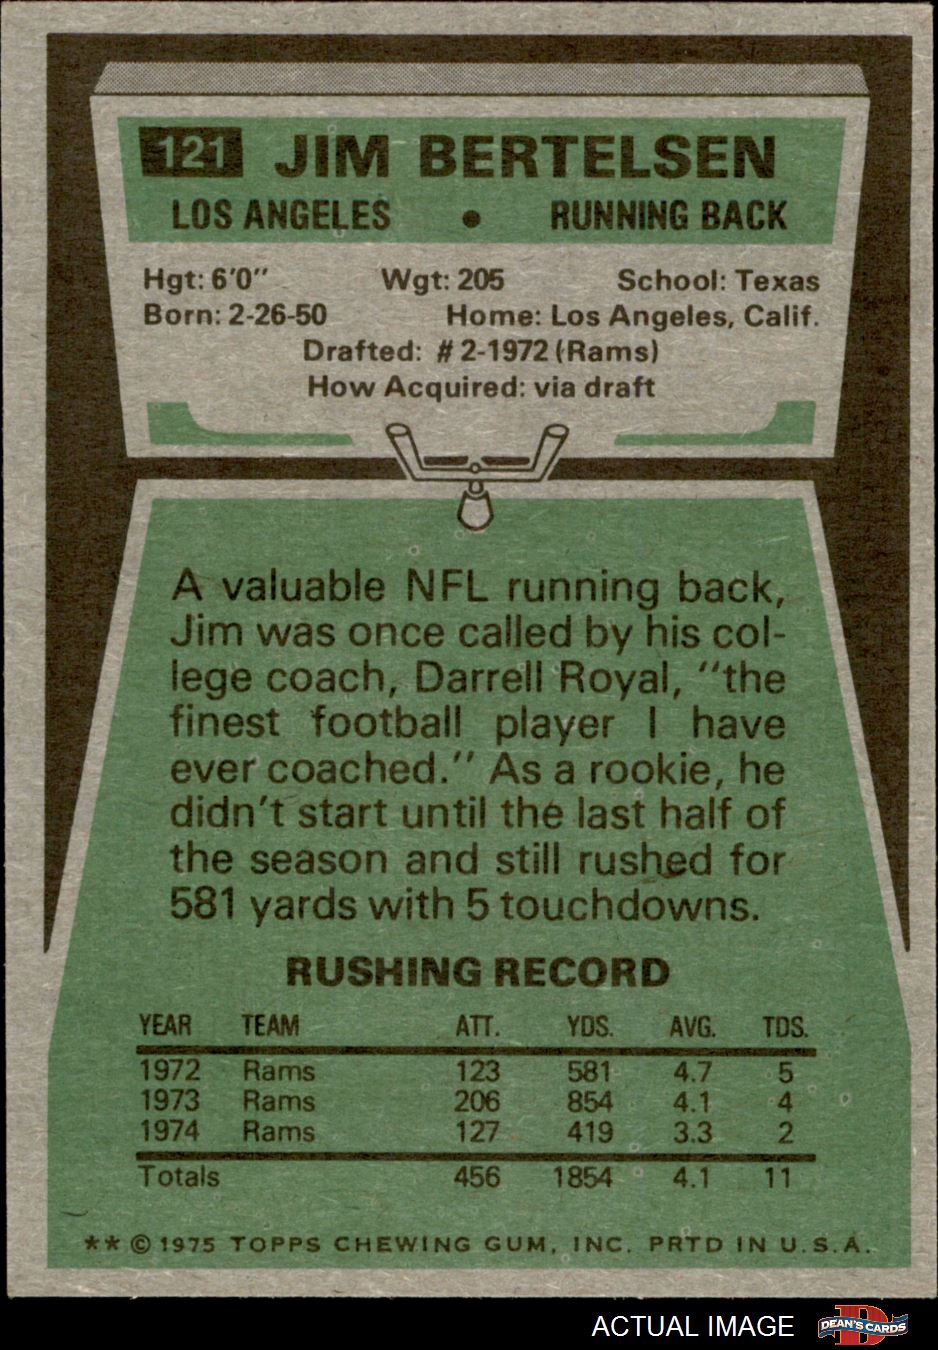 121 JIM BERTELSEN
LOS ANGELES • RUNNING BACK
Hgt: 6'0" Wgt: 205 School: Texas
Born: 2-26-50 Home: Los Angeles, Calif.
Drafted: #2-1972 (Rams)
How Acquired: via draft
A valuable NFL running back,
Jim was once called by his col-
lege coach, Darrell Royal, "the
finest football player I have
ever coached." As a rookie, he
didn't start until the last half of
the season and still rushed for
581 yards with 5 touchdowns.
RUSHING RECORD
YEAR TEAM ATT. YDS. AVG. TDS.
1972 Rams 123 581 4.7 5
1973 Rams 206 854 4.1 4
1974 Rams 127 419 3.3 2
Totals 456 1854 4.1 11
** © 1975 TOPPS CHEWING GUM, INC. PRTD IN U.S.A.
ACTUAL IMAGE D DEAN'S CARDS